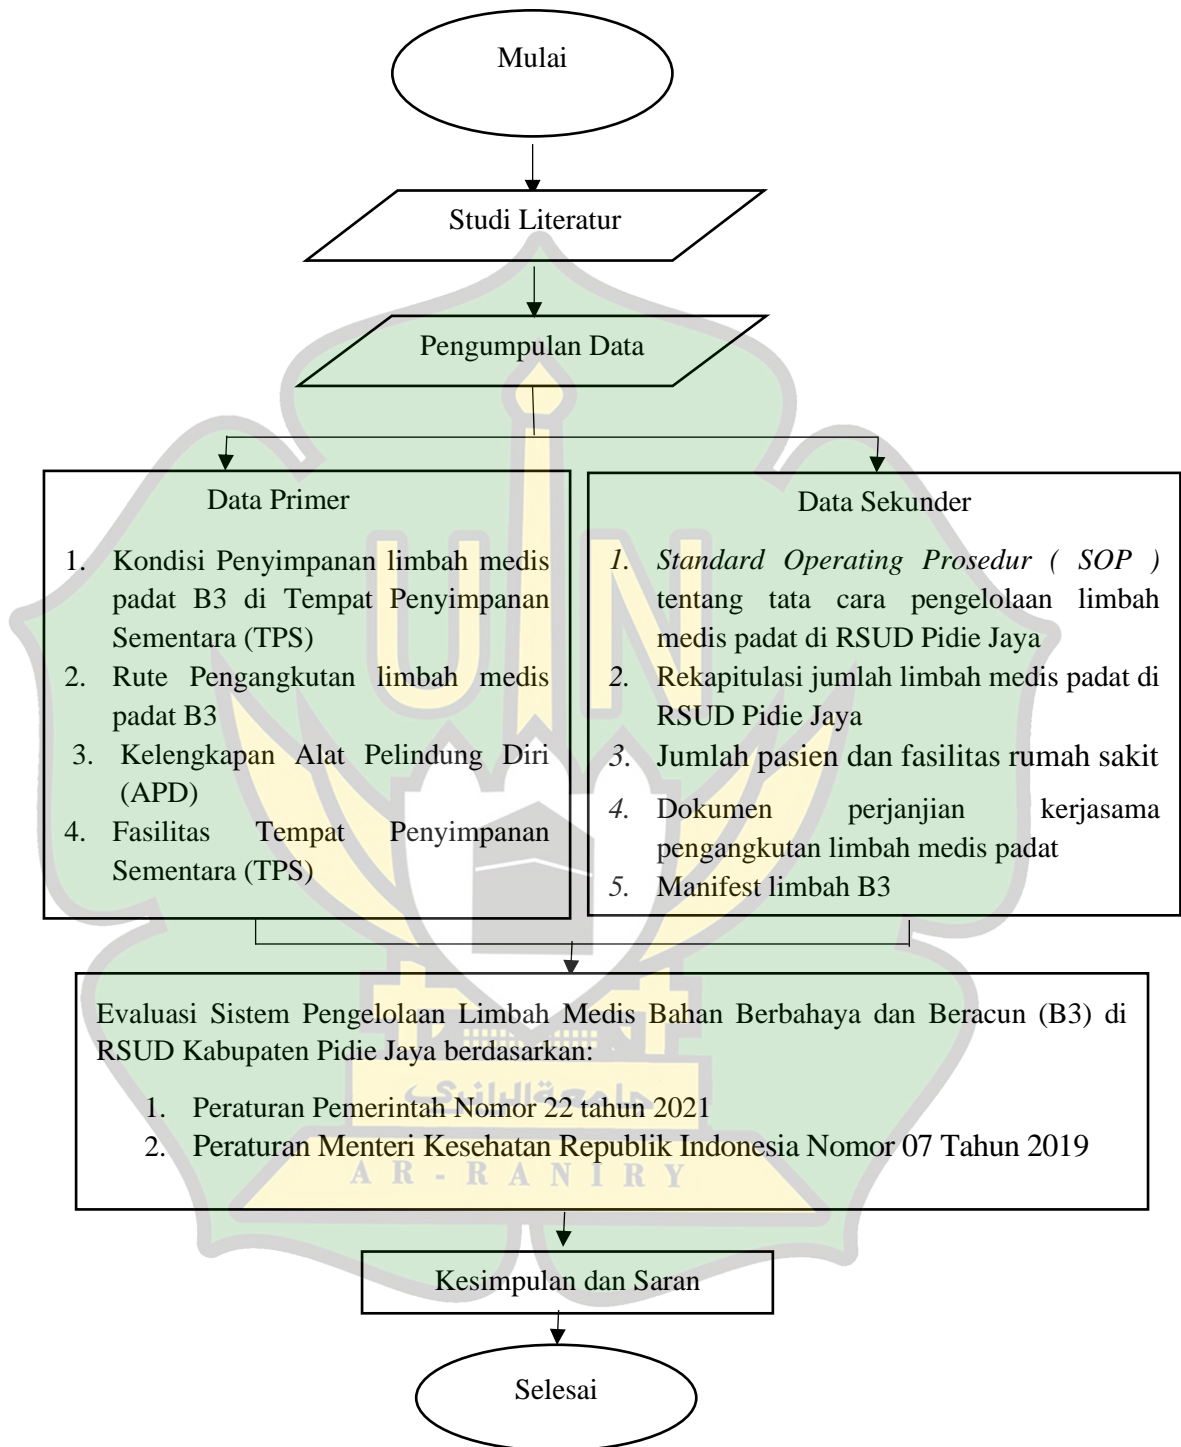 Mulai
Studi Literatur
Pengumpulan Data
Data Primer
1. Kondisi Penyimpanan limbah medis
padat B3 di Tempat Penyimpanan
Sementara (TPS)
2. Rute Pengangkutan limbah medis
padat B3
3. Kelengkapan Alat Pelindung Diri
(APD)
4. Fasilitas Tempat Penyimpanan
Sementara (TPS)
Data Sekunder
1. Standard Operating Prosedur ( SOP )
tentang tata cara pengelolaan limbah
medis padat di RSUD Pidie Jaya
2. Rekapitulasi jumlah limbah medis padat di
RSUD Pidie Jaya
3. Jumlah pasien dan fasilitas rumah sakit
4. Dokumen perjanjian kerjasama
pengangkutan limbah medis padat
5. Manifest limbah B3
UIN
Evaluasi Sistem Pengelolaan Limbah Medis Bahan Berbahaya dan Beracun (B3) di
RSUD Kabupaten Pidie Jaya berdasarkan:
1. Peraturan Pemerintah Nomor 22 tahun 2021
2. Peraturan Menteri Kesehatan Republik Indonesia Nomor 07 Tahun 2019
جامعة الرانري
AR-RANIRY
Kesimpulan dan Saran
Selesai